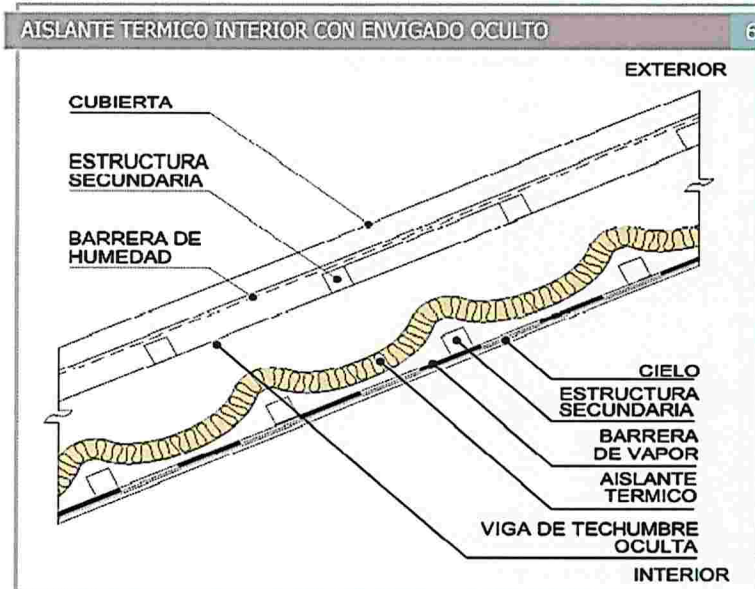 AISLANTE TERMICO INTERIOR CON ENVIGADO OCULTO 6
EXTERIOR
CUBIERTA
ESTRUCTURA
SECUNDARIA
BARRERA DE
HUMEDAD
CIELO
ESTRUCTURA
SECUNDARIA
BARRERA
DE VAPOR
AISLANTE
TERMICO
VIGA DE TECHUMBRE
OCULTA
INTERIOR